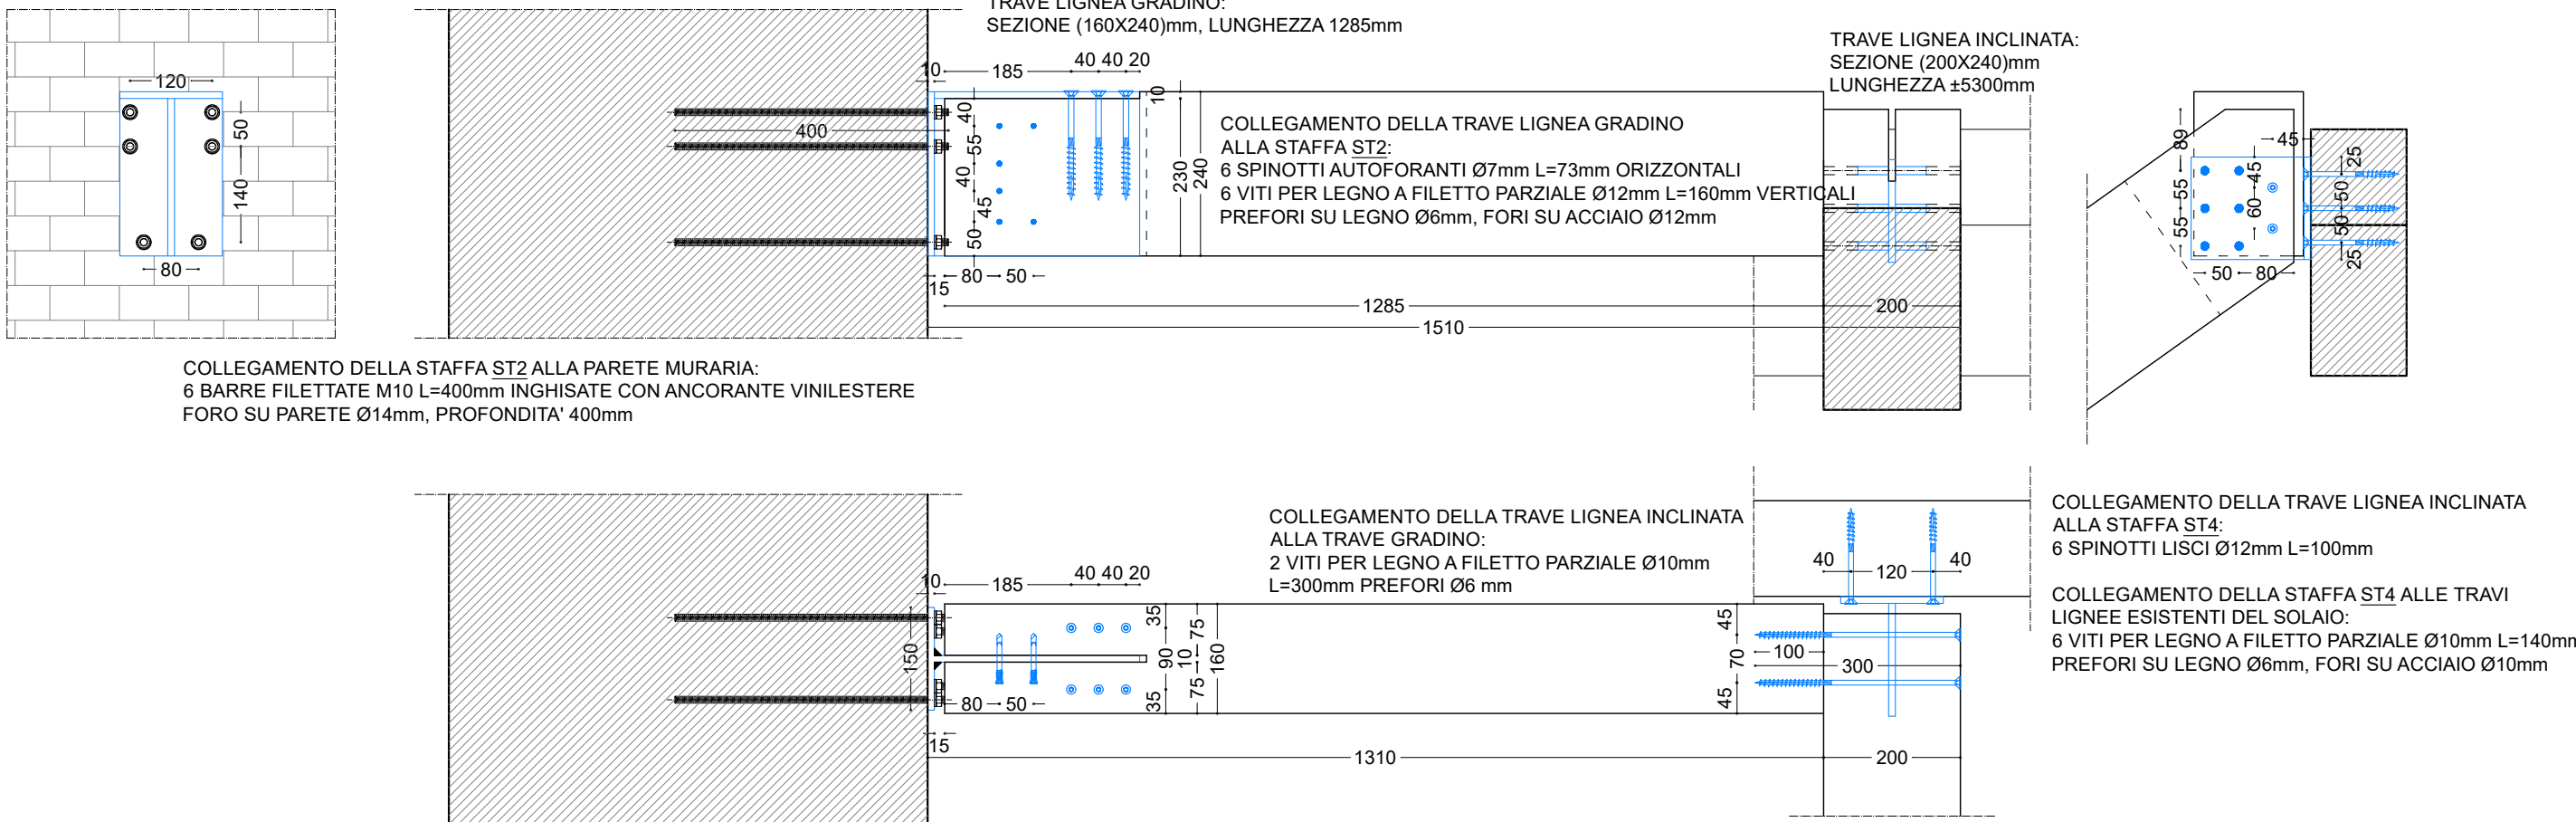 TRAVE LIGNEA GRADINO:
SEZIONE (160X240)mm, LUNGHEZZA 1285mm
TRAVE LIGNEA INCLINATA:
SEZIONE (200X240)mm
LUNGHEZZA ±5300mm
120
50
140
80
400
10
185
40 40 20
10
40
55
40
45
50
230
240
80
50
15
1285
200
1510
COLLEGAMENTO DELLA TRAVE LIGNEA GRADINO
ALLA STAFFA ST2:
6 SPINOTTI AUTOFORANTI Ø7mm L=73mm ORIZZONTALI
6 VITI PER LEGNO A FILETTO PARZIALE Ø12mm L=160mm VERTICALI
PREFORI SU LEGNO Ø6mm, FORI SU ACCIAIO Ø12mm
89
55
55
45
45
60
25
50
50
25
50
80
COLLEGAMENTO DELLA STAFFA ST2 ALLA PARETE MURARIA:
6 BARRE FILETTATE M10 L=400mm INGHISATE CON ANCORANTE VINILESTERE
FORO SU PARETE Ø14mm, PROFONDITA' 400mm
COLLEGAMENTO DELLA TRAVE LIGNEA INCLINATA
ALLA TRAVE GRADINO:
2 VITI PER LEGNO A FILETTO PARZIALE Ø10mm
L=300mm PREFORI Ø6 mm
10
185
40 40 20
150
35
90
35
75
10
75
160
80
50
15
45
70
45
100
300
40
120
40
1310
200
COLLEGAMENTO DELLA TRAVE LIGNEA INCLINATA
ALLA STAFFA ST4:
6 SPINOTTI LISCI Ø12mm L=100mm
COLLEGAMENTO DELLA STAFFA ST4 ALLE TRAVI
LIGNEE ESISTENTI DEL SOLAIO:
6 VITI PER LEGNO A FILETTO PARZIALE Ø10mm L=140mm
PREFORI SU LEGNO Ø6mm, FORI SU ACCIAIO Ø10mm